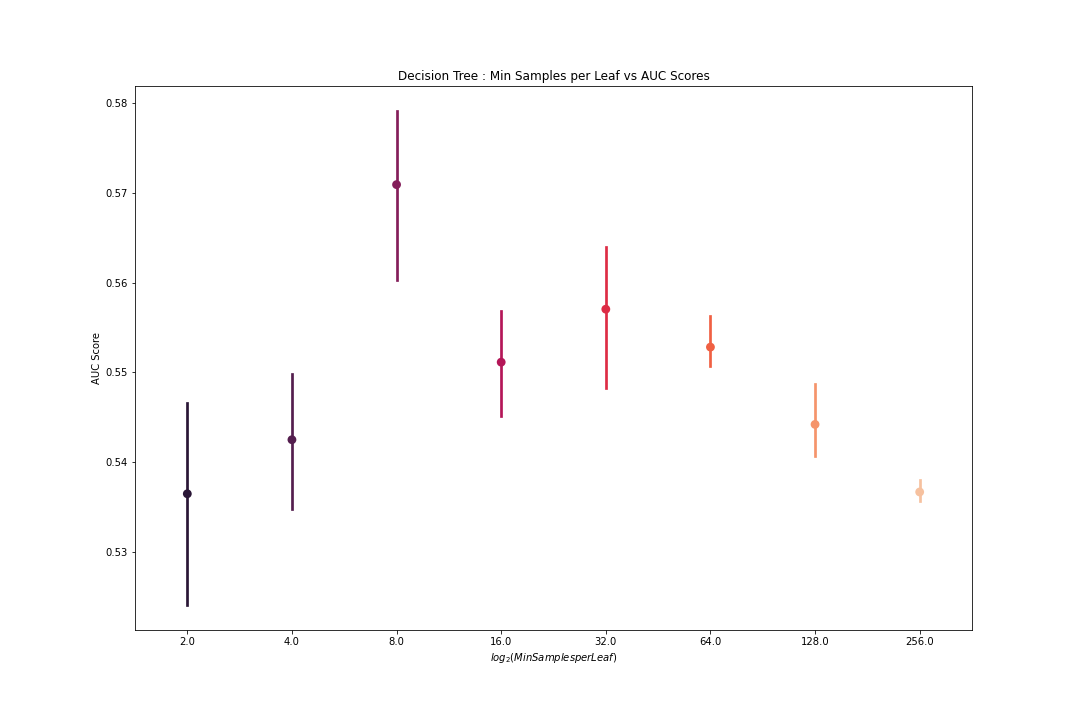 Decision Tree : Min Samples per Leaf vs AUC Scores
0.58
0.57
0.56
0.55
0.54
0.53
AUC Score
2.0 4.0 8.0 16.0 32.0 64.0 128.0 256.0
log₂(MinSamplesperLeaf)